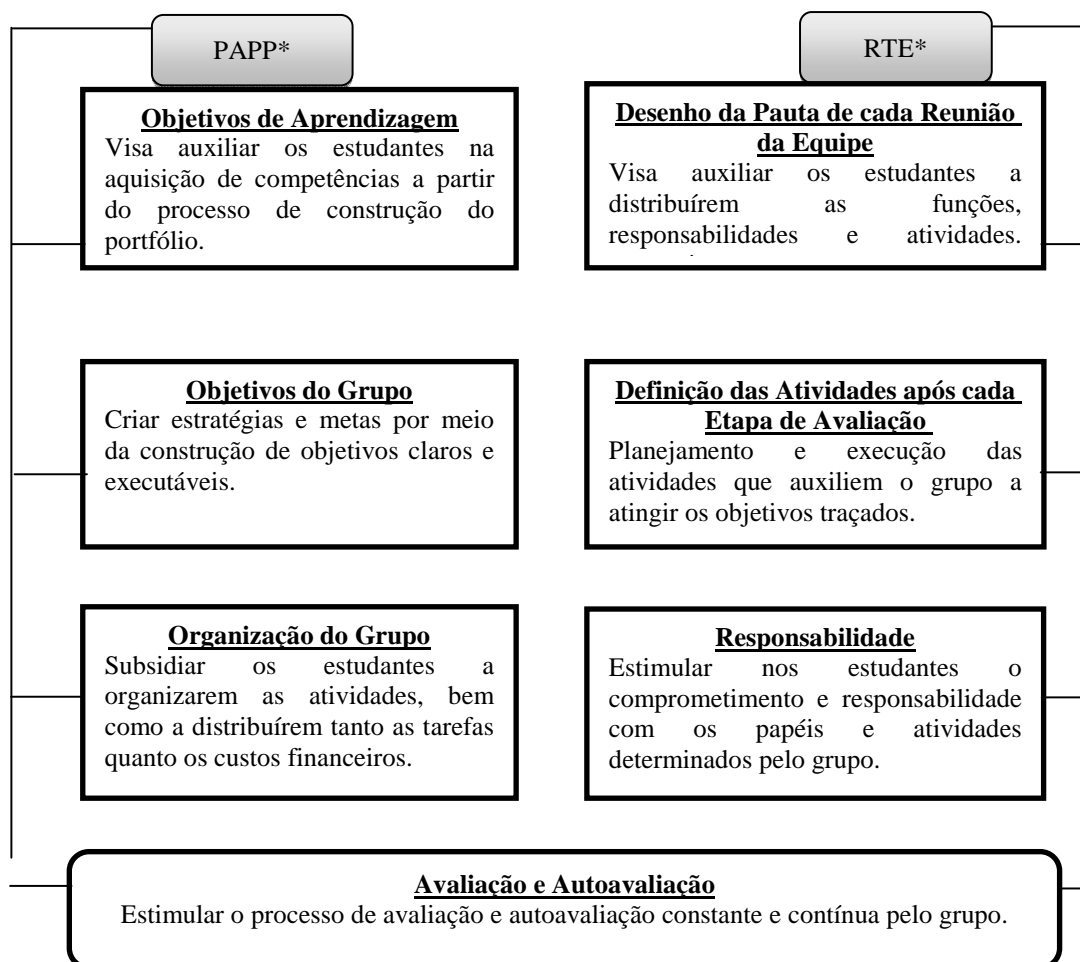 PAPP*
Objetivos de Aprendizagem
Visa auxiliar os estudantes na
aquisição de competências a partir
do processo de construção do
portfólio.
Objetivos do Grupo
Criar estratégias e metas por meio
da construção de objetivos claros e
executáveis.
Organização do Grupo
Subsidiar os estudantes a
organizarem as atividades, bem
como a distribuírem tanto as tarefas
quanto os custos financeiros.
RTE*
Desenho da Pauta de cada Reunião
da Equipe
Visa auxiliar os estudantes a
distribuírem as funções,
responsabilidades e atividades.
Definição das Atividades após cada
Etapa de Avaliação
Planejamento e execução das
atividades que auxiliem o grupo a
atingir os objetivos traçados.
Responsabilidade
Estimular nos estudantes o
comprometimento e responsabilidade
com os papéis e atividades
determinados pelo grupo.
Avaliação e Autoavaliação
Estimular o processo de avaliação e autoavaliação constante e contínua pelo grupo.